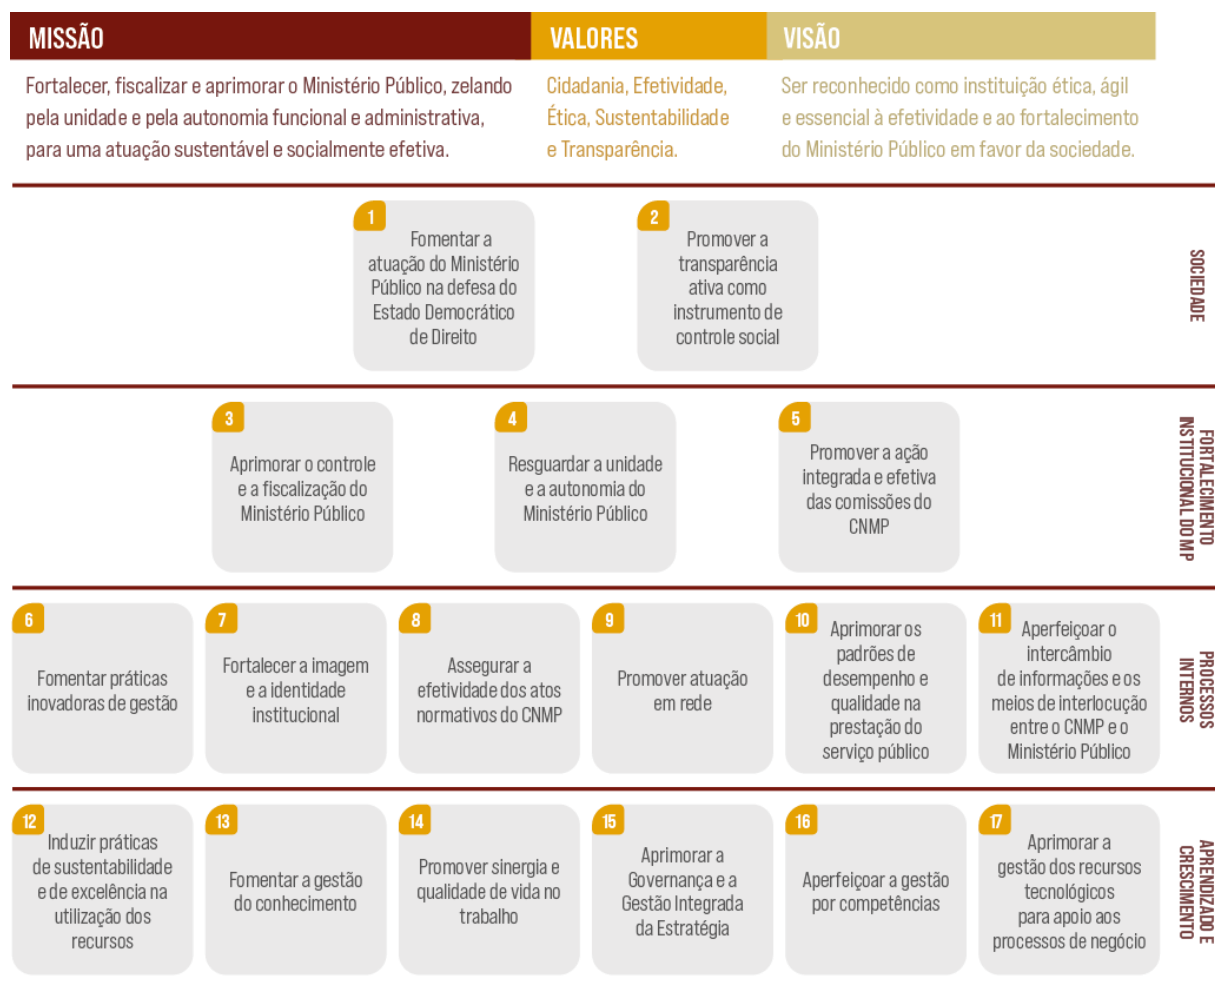 MISSÃO
Fortalecer, fiscalizar e aprimorar o Ministério Público, zelando
pela unidade e pela autonomia funcional e administrativa,
para uma atuação sustentável e socialmente efetiva.
VALORES
Cidadania, Efetividade,
Ética, Sustentabilidade
e Transparência.
VISÃO
Ser reconhecido como instituição ética, ágil
e essencial à efetividade e ao fortalecimento
do Ministério Público em favor da sociedade.
SOCIEDADE
1
Fomentar a
atuação do Ministério
Público na defesa do
Estado Democrático
de Direito
2
Promover a
transparência
ativa como
instrumento de
controle social
FORTALECIMENTO
INSTITUCIONAL DO MP
3
Aprimorar o controle
e a fiscalização do
Ministério Público
4
Resguardar a unidade
e a autonomia do
Ministério Público
5
Promover a ação
integrada e efetiva
das comissões do
CNMP
PROCESSOS
INTERNOS
6
Fomentar práticas
inovadoras de gestão
7
Fortalecer a imagem
e a identidade
institucional
8
Assegurar a
efetividade dos atos
normativos do CNMP
9
Promover atuação
em rede
10
Aprimorar os
padrões de
desempenho e
qualidade na
prestação do
serviço público
11
Aperfeiçoar o
intercâmbio
de informações e os
meios de interlocução
entre o CNMP e o
Ministério Público
APRENDIZADO E
CRESCIMENTO
12
Induzir práticas
de sustentabilidade
e de excelência na
utilização dos
recursos
13
Fomentar a gestão
do conhecimento
14
Promover sinergia e
qualidade de vida no
trabalho
15
Aprimorar a
Governança e a
Gestão Integrada
da Estratégia
16
Aperfeiçoar a gestão
por competências
17
Aprimorar a
gestão dos recursos
tecnológicos
para apoio aos
processos de negócio